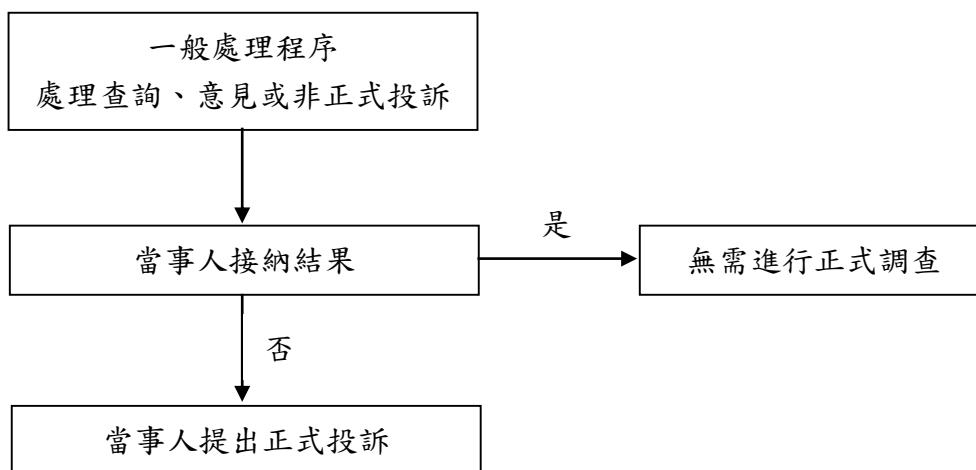 一般處理程序
處理查詢、意見或非正式投訴
是
當事人接納結果
無需進行正式調查
否
當事人提出正式投訴